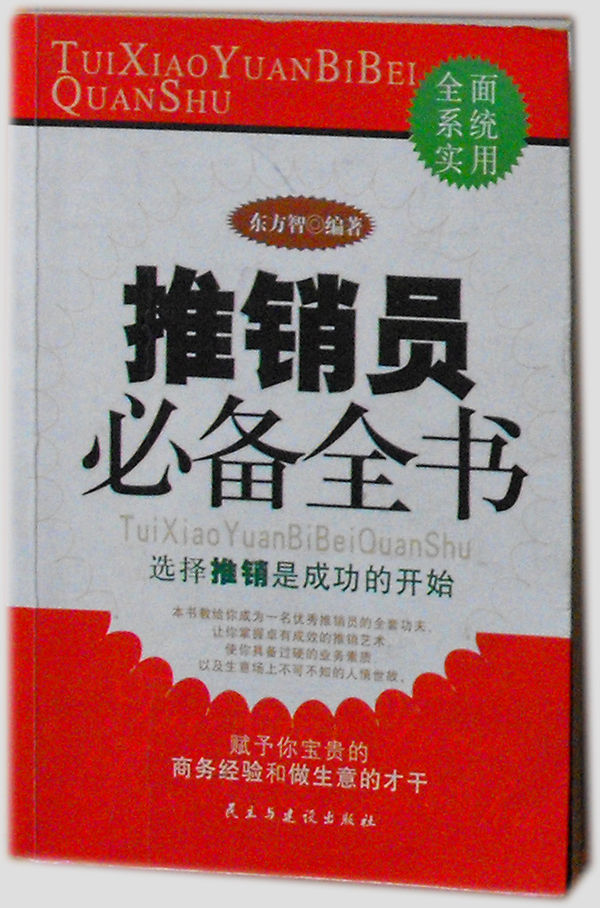 TUIXIAOYUANBIBEI
QUANSHU
全面
系统
实用
东方智◎编著
推销员
必备全书
TuiXiaoYuanBiBeiQuanShu
选择推销是成功的开始
本书教给你成为一名优秀推销员的全套功夫，
让你掌握卓有成效的推销艺术，
使你具备过硬的业务素质，
以及生意场上不可不知的人情世故。
赋予你宝贵的
商务经验和做生意的才干
民主与建设出版社